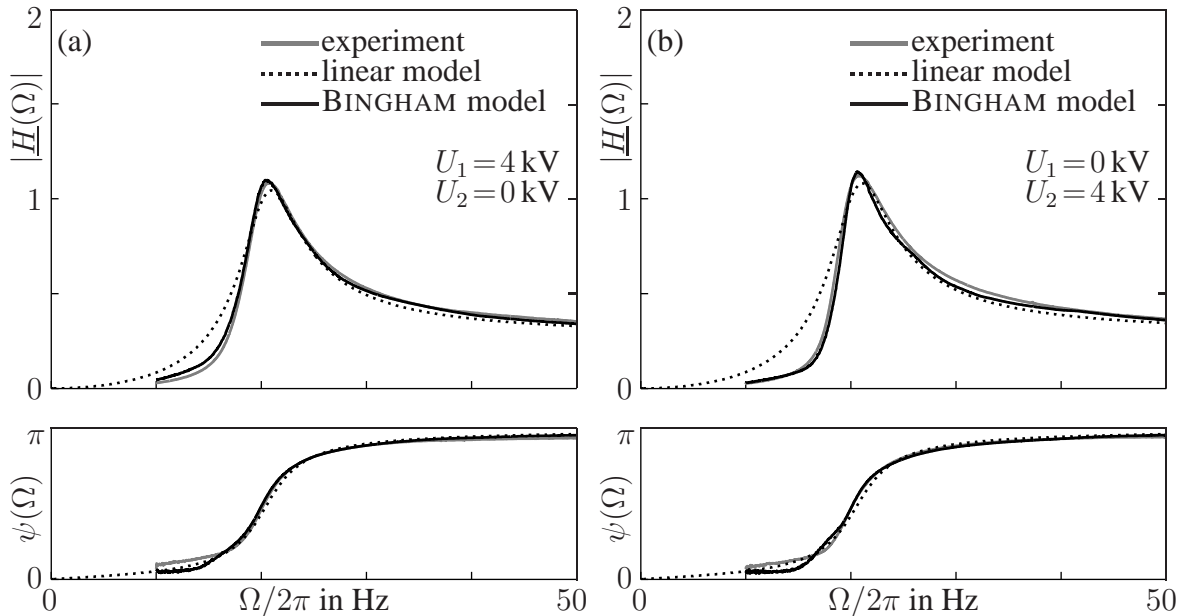 2
(a)
experiment
linear model
BINGHAM model
|H(Ω)|
U₁ = 4 kV
U₂ = 0 kV
1
0
π
ψ(Ω)
0
0
Ω/2π in Hz
50
2
(b)
experiment
linear model
BINGHAM model
|H(Ω)|
U₁ = 0 kV
U₂ = 4 kV
1
0
π
ψ(Ω)
0
0
Ω/2π in Hz
50